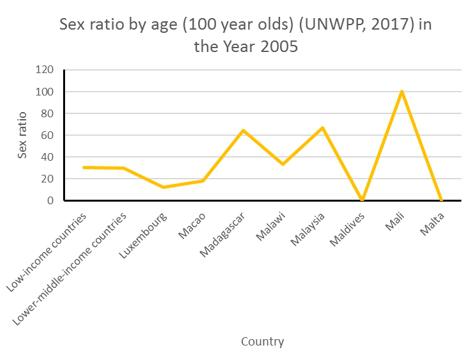 Sex ratio by age (100 year olds) (UNWPP, 2017) in
the Year 2005
120
100
80
60
40
20
0
Sex ratio
Low-income countries
Lower-middle-income countries
Luxembourg
Macao
Madagascar
Malawi
Malaysia
Maldives
Mali
Malta
Country